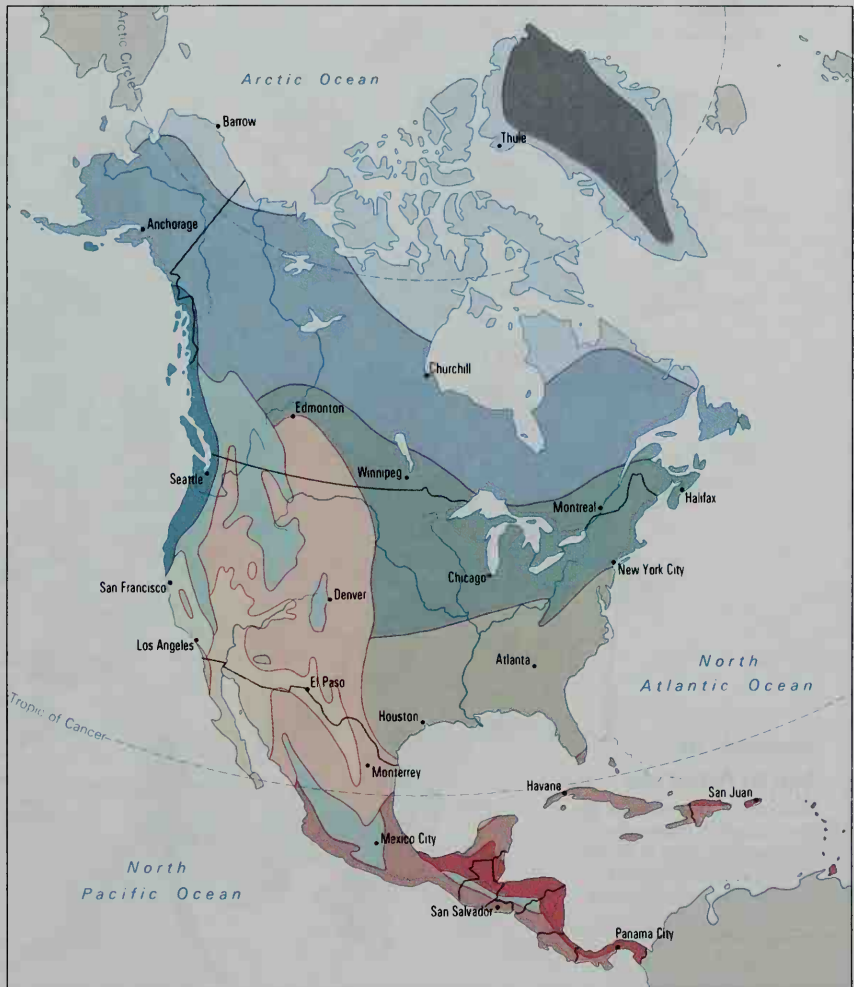 Arctic Circle
Arctic Ocean
Barrow
Thule
Anchorage
Churchill
Edmonton
Winnipeg
Seattle
Montreal
Halifax
Chicago
New York City
San Francisco
Denver
Los Angeles
Atlanta
North
Atlantic Ocean
El Paso
Houston
Tropic of Cancer
Monterrey
Havana
San Juan
Mexico City
North
Pacific Ocean
San Salvador
Panama City